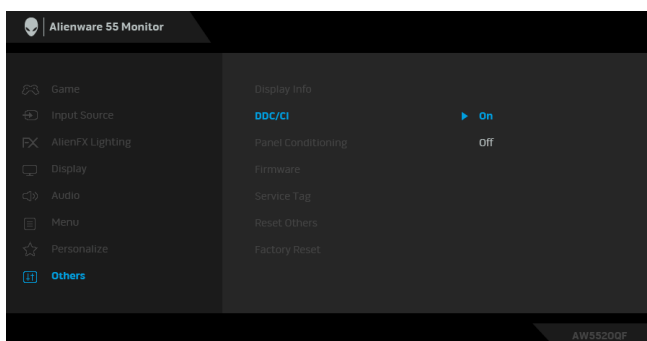 Alienware 55 Monitor
Game
Input Source
AlienFX Lighting
Display
Audio
Menu
Personalize
Others
Display Info
DDC/CI
On
Panel Conditioning
Off
Firmware
Service Tag
Reset Others
Factory Reset
AW5520QF